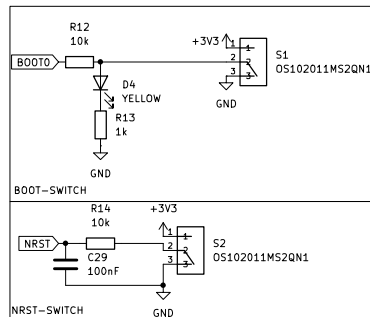 R12
10k
+3V3
BOOT0
1
2
3
S1
OS102011MS2QN1
D4
YELLOW
GND
R13
1k
GND
BOOT-SWITCH
R14
10k
+3V3
NRST
1
2
3
S2
OS102011MS2QN1
C29
100nF
NRST-SWITCH
GND